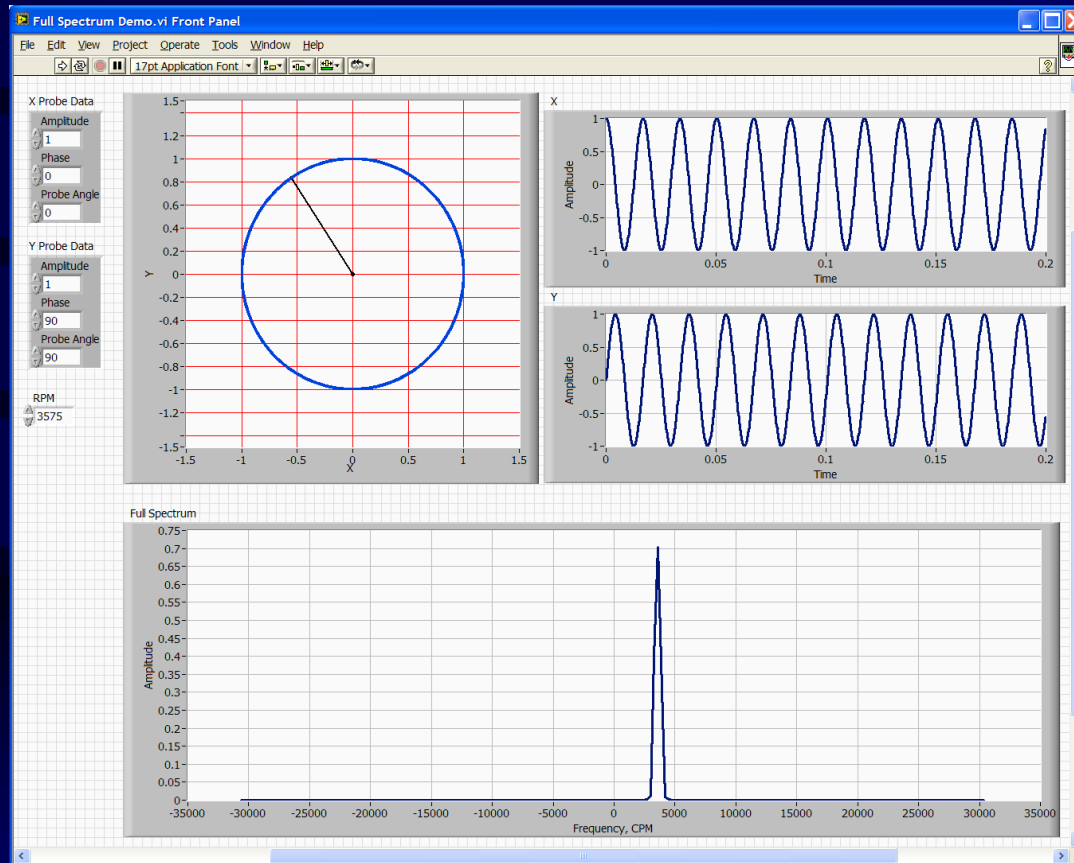 Full Spectrum Demo.vi Front Panel
File Edit View Project Operate Tools Window Help
17pt Application Font
?
X Probe Data
Amplitude
1
Phase
0
Probe Angle
0
Y Probe Data
Amplitude
1
Phase
90
Probe Angle
90
RPM
3575
1.5
1.2
1
0.8
0.6
0.4
0.2
0
-0.2
-0.4
-0.6
-0.8
-1
-1.2
-1.5
Y
-1.5 -1 -0.5 0 0.5 1 1.5
X
X
1
0.5
0
-0.5
-1
Amplitude
0 0.05 0.1 0.15 0.2
Time
Y
1
0.5
0
-0.5
-1
Amplitude
0 0.05 0.1 0.15 0.2
Time
Full Spectrum
0.75
0.7
0.65
0.6
0.55
0.5
0.45
0.4
0.35
0.3
0.25
0.2
0.15
0.1
0.05
0
Amplitude
-35000 -30000 -25000 -20000 -15000 -10000 -5000 0 5000 10000 15000 20000 25000 30000 35000
Frequency, CPM